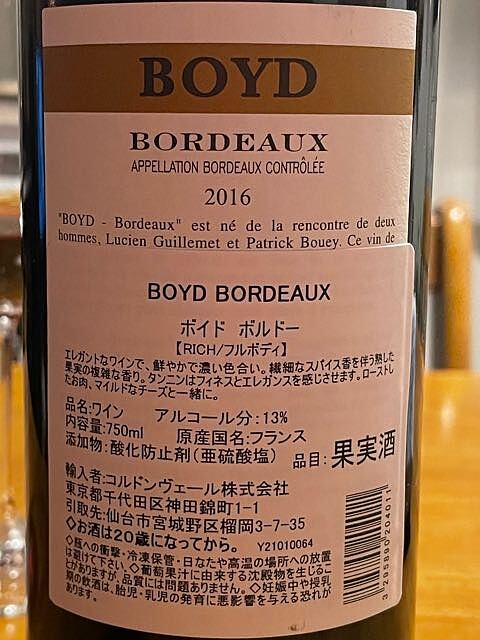 BOYD
BORDEAUX
APPELLATION BORDEAUX CONTRÔLÉE
2016
"BOYD - Bordeaux" est né de la rencontre de deux
hommes, Lucien Guillemet et Patrick Bouey. Ce vin de
BOYD BORDEAUX
ボイド ボルドー
【RICH/フルボディ】
エレガントなワインで、鮮やかで濃い色合い。繊細なスパイス香を伴う熟した
果実の複雑な香り。タンニンはフィネスとエレガンスを感じさせます。ローストし
たお肉、マイルドなチーズと一緒に。
品名:ワイン アルコール分:13%
内容量:750ml 原産国名:フランス
添加物:酸化防止剤(亜硫酸塩) 品目:果実酒
輸入者:コルドンヴェール株式会社
東京都千代田区神田錦町1-1
引取先:仙台市宮城野区榴岡3-7-35
◇お酒は20歳になってから。 Y21010064
◇瓶への衝撃・冷凍保管・日なたや高温の場所への放置
は避けて下さい。◇葡萄果汁に由来する沈殿物を生じるこ
とがありますが、品質には問題ありません。◇妊娠中や授乳
期の飲酒は、胎児・乳児の発育に悪影響を与える恐れが
あります。
3295890204011